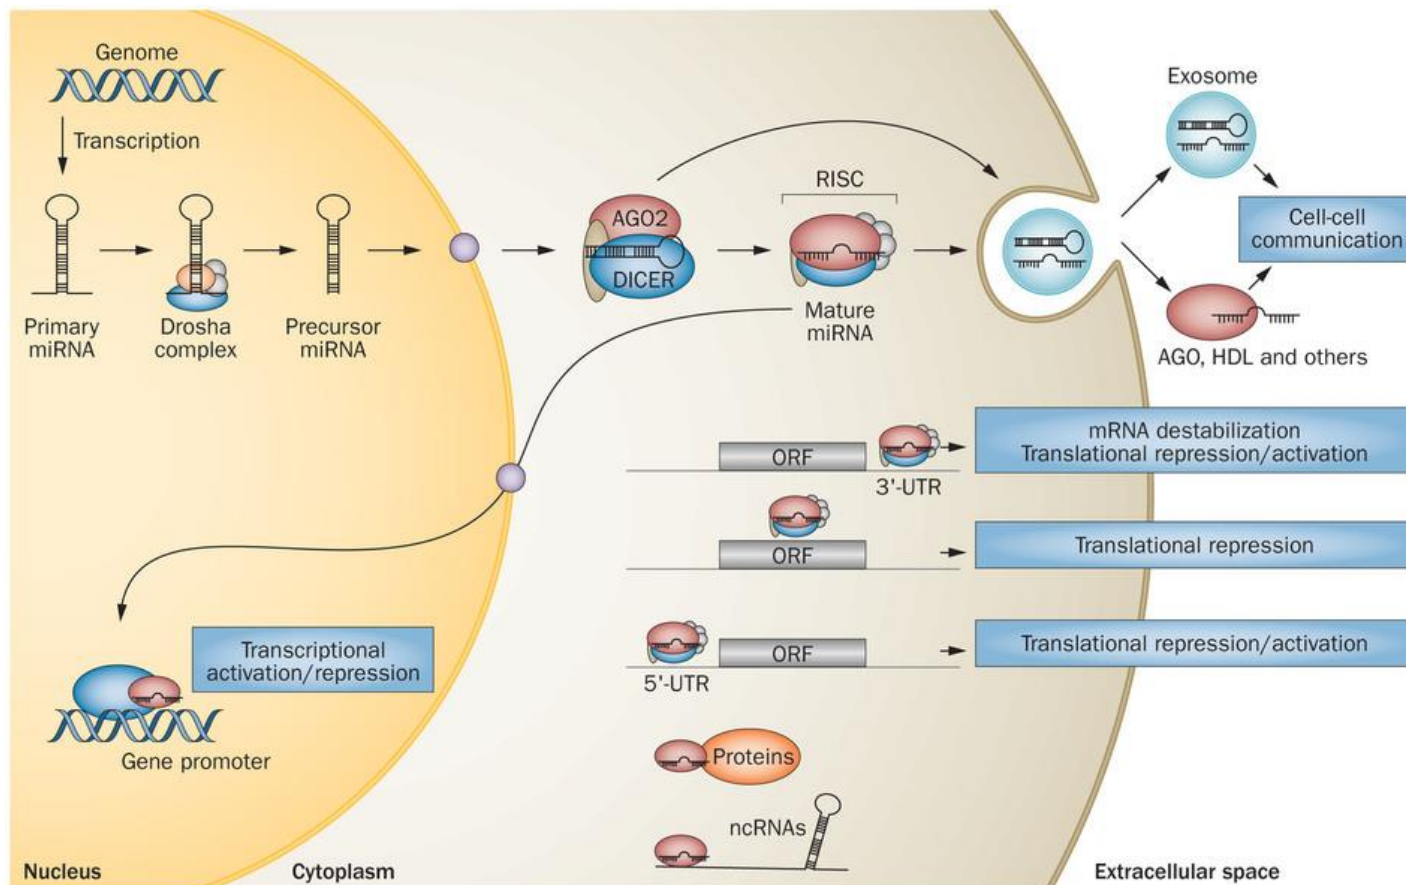 Genome
Transcription
Primary
miRNA
Drosha
complex
Precursor
miRNA
AGO2
DICER
RISC
Mature
miRNA
Exosome
Cell-cell
communication
AGO, HDL and others
ORF
3'-UTR
mRNA destabilization
Translational repression/activation
ORF
Translational repression
ORF
5'-UTR
Translational repression/activation
Transcriptional
activation/repression
Gene promoter
Proteins
ncRNAs
Nucleus
Cytoplasm
Extracellular space